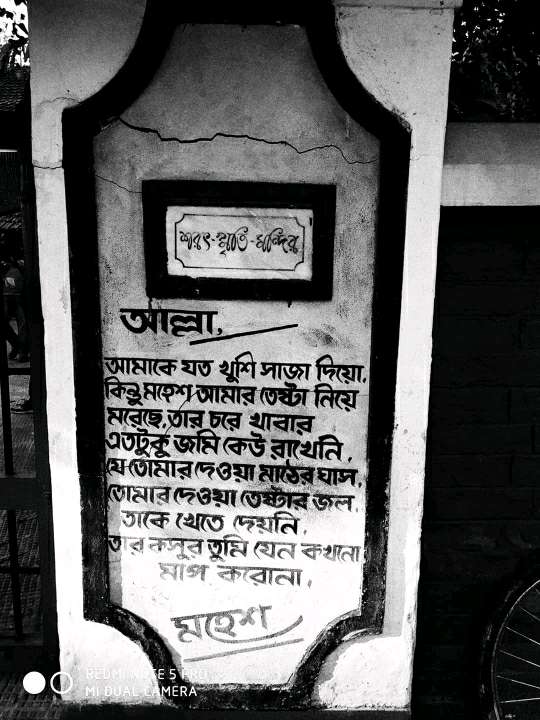 শরৎ-স্মৃতি-মন্দির
আল্লা,
আমাকে যত খুশি সাজা দিয়ো,
কিন্তু মহেশ আমার তেষ্টা নিয়ে
মরেছে, তার চরে খাবার
এতটুকু জমি কেউ রাখেনি,
যে তোমার দেওয়া মাঠের ঘাস,
তোমার দেওয়া তেষ্টার জল,
তাকে খেতে দেয়নি,
তার কসুর তুমি যেন কখনো
মাপ করোনা,
মহেশ
REDMI NOTE 5 PRO
MI DUAL CAMERA